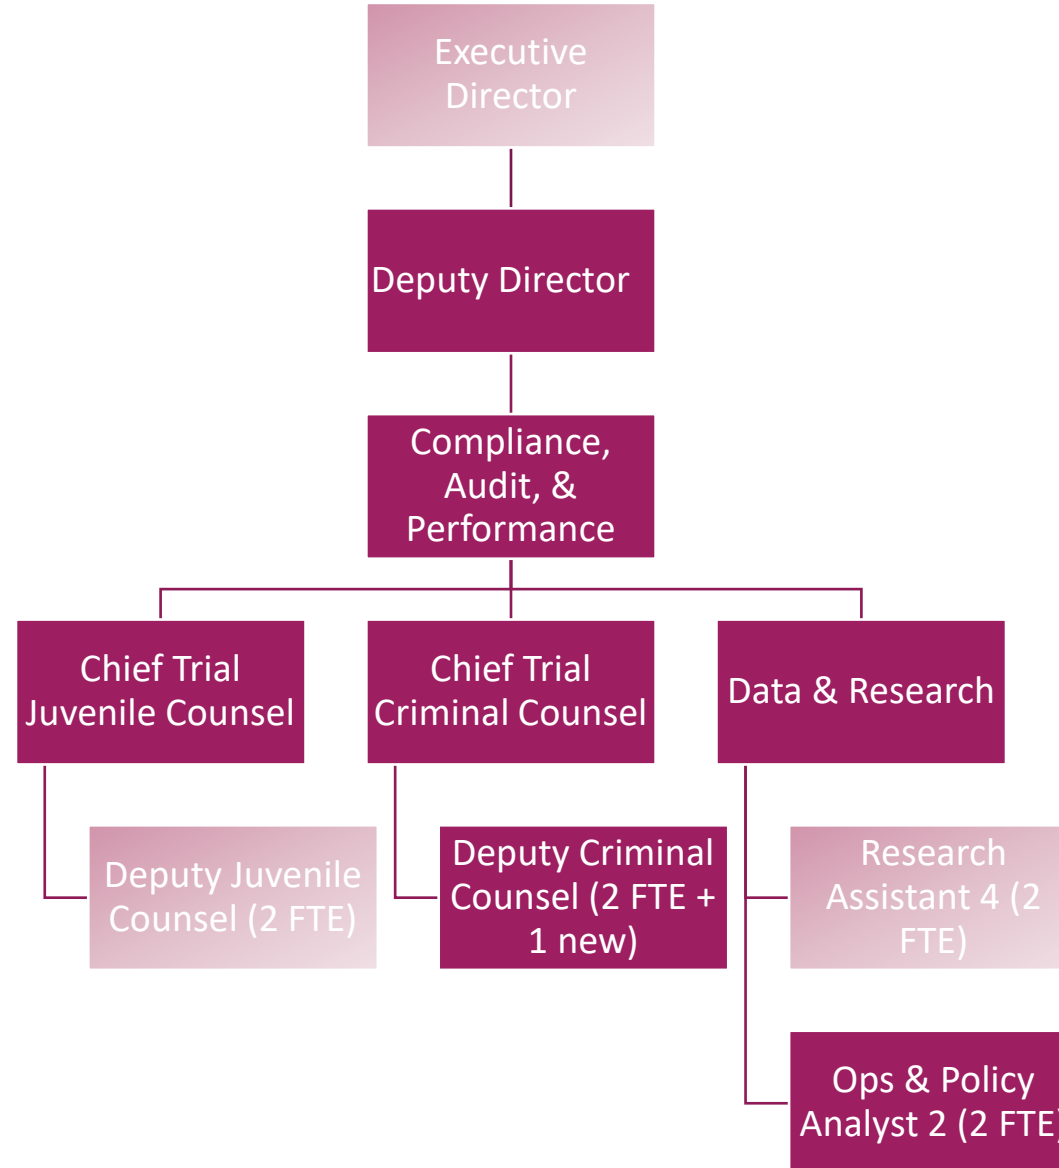 Executive
Director
Deputy Director
Compliance,
Audit, &
Performance
Chief Trial
Juvenile Counsel
Chief Trial
Criminal Counsel
Data & Research
Deputy Juvenile
Counsel (2 FTE)
Deputy Criminal
Counsel (2 FTE +
1 new)
Research
Assistant 4 (2
FTE)
Ops & Policy
Analyst 2 (2 FTE)